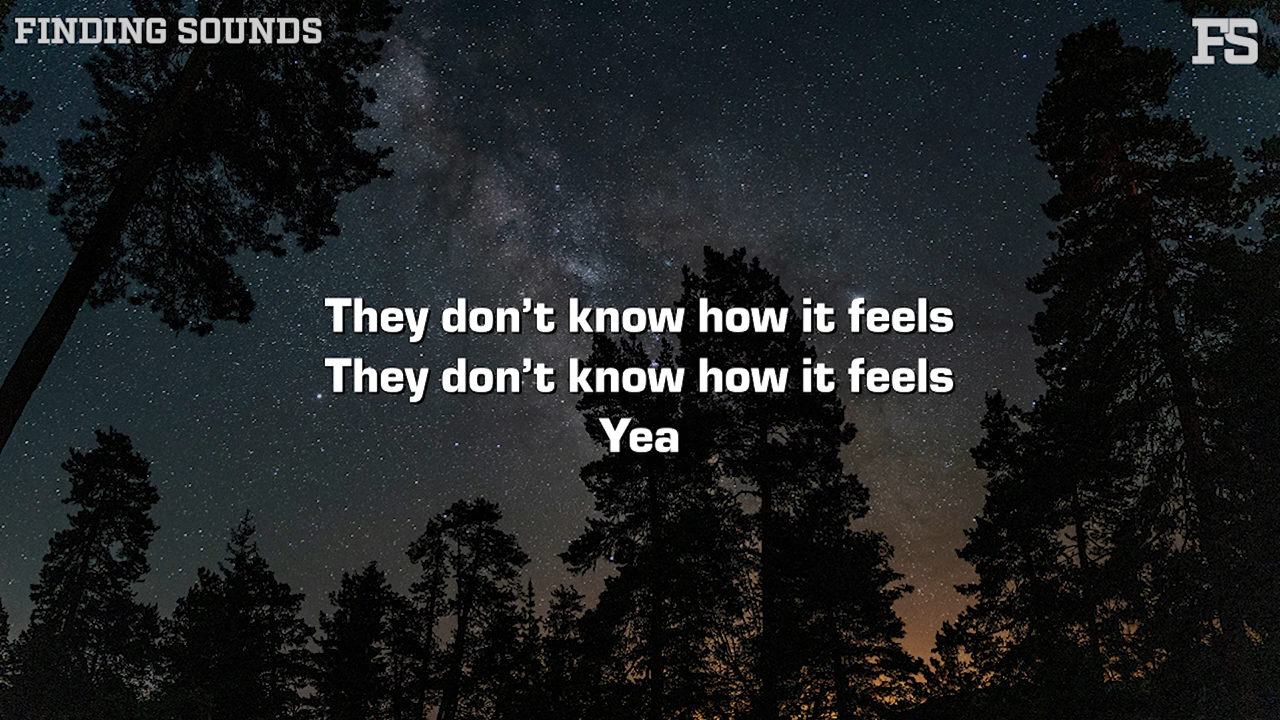 FINDING SOUNDS
FS
They don’t know how it feels
They don’t know how it feels
Yea